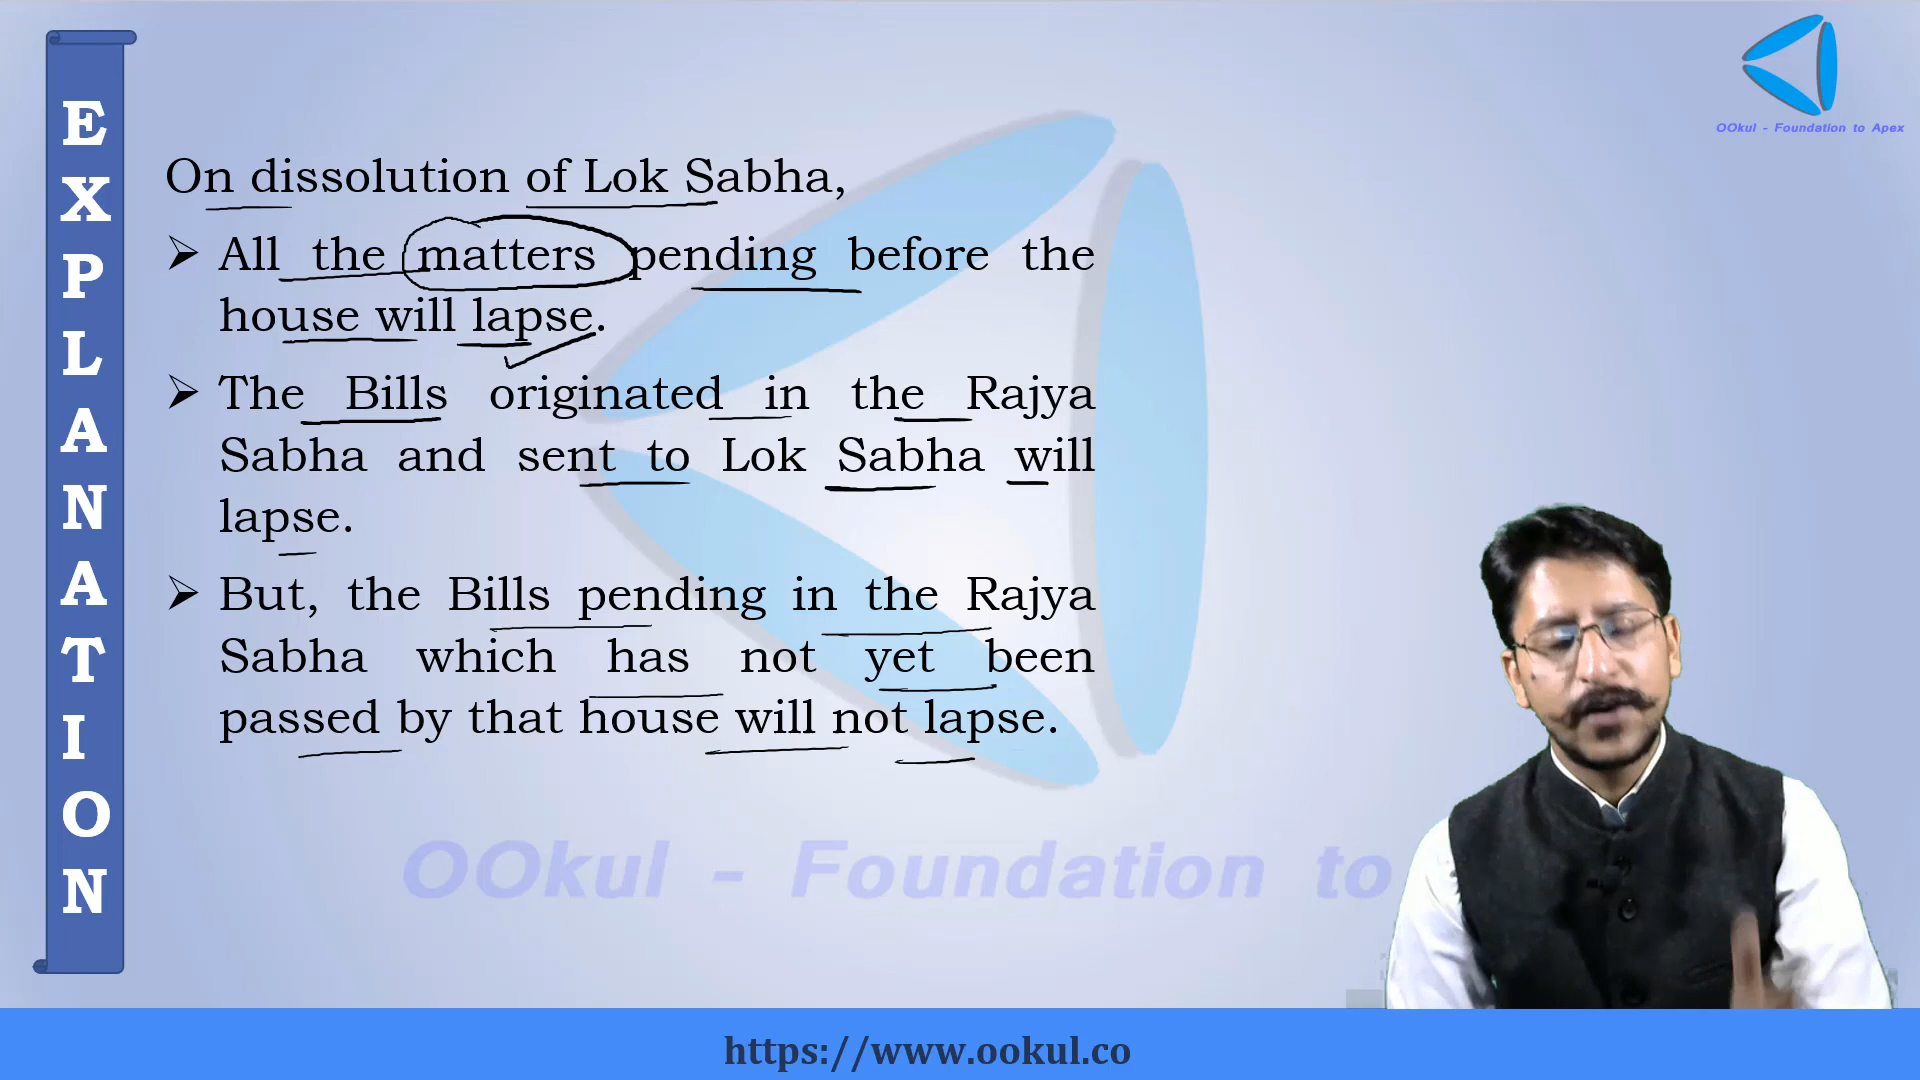 OOkul - Foundation to Apex
EXPLANATION
On dissolution of Lok Sabha,
➢ All the matters pending before the
house will lapse.
➢ The Bills originated in the Rajya
Sabha and sent to Lok Sabha will
lapse.
➢ But, the Bills pending in the Rajya
Sabha which has not yet been
passed by that house will not lapse.
OOkul - Foundation to
https://www.ookul.co